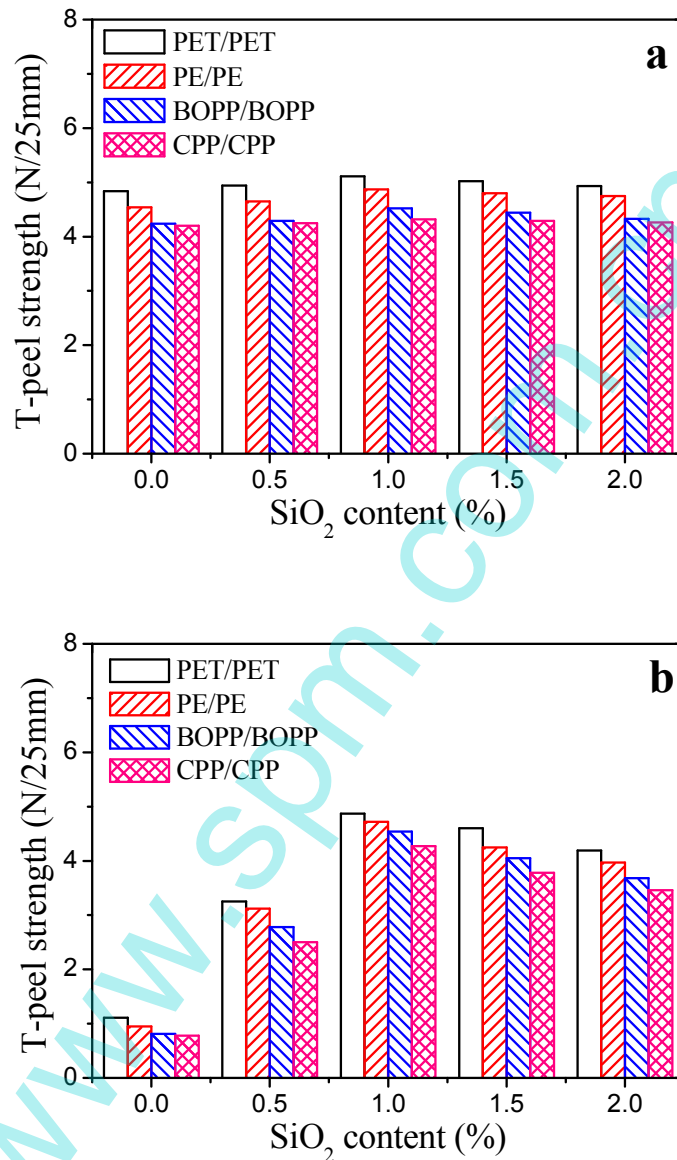 a
8
PET/PET
PE/PE
BOPP/BOPP
CPP/CPP
6
4
2
0
T-peel strength (N/25mm)
0.0 0.5 1.0 1.5 2.0
SiO₂ content (%)
b
8
PET/PET
PE/PE
BOPP/BOPP
CPP/CPP
6
4
2
0
T-peel strength (N/25mm)
0.0 0.5 1.0 1.5 2.0
SiO₂ content (%)
www.spm.com.cn